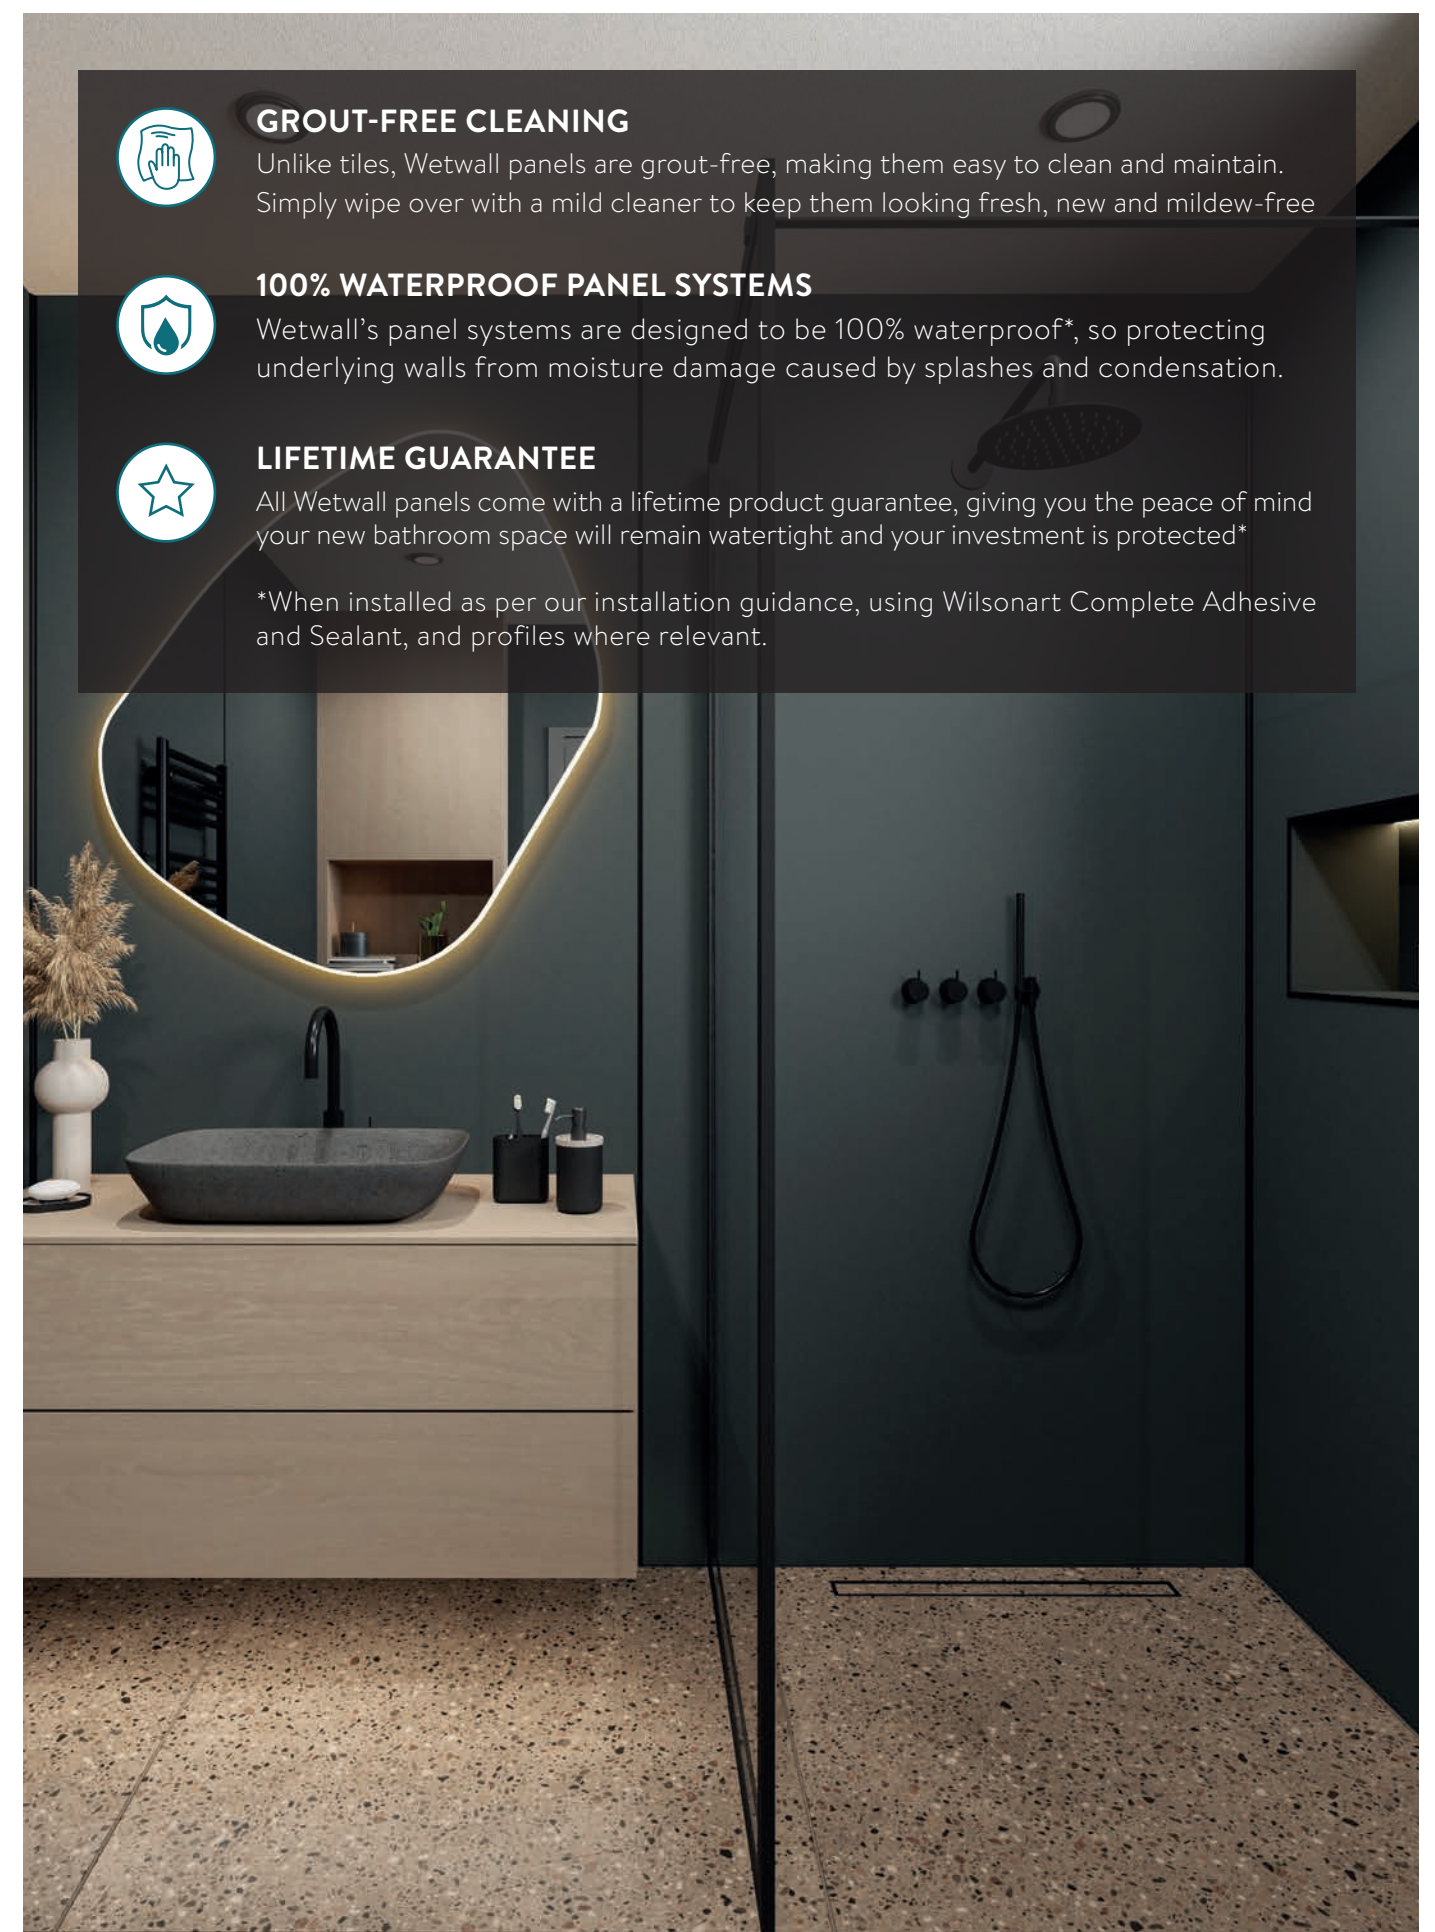 GROUT-FREE CLEANING
Unlike tiles, Wetwall panels are grout-free, making them easy to clean and maintain.
Simply wipe over with a mild cleaner to keep them looking fresh, new and mildew-free
100% WATERPROOF PANEL SYSTEMS
Wetwall’s panel systems are designed to be 100% waterproof*, so protecting
underlying walls from moisture damage caused by splashes and condensation.
LIFETIME GUARANTEE
All Wetwall panels come with a lifetime product guarantee, giving you the peace of mind
your new bathroom space will remain watertight and your investment is protected*
*When installed as per our installation guidance, using Wilsonart Complete Adhesive
and Sealant, and profiles where relevant.